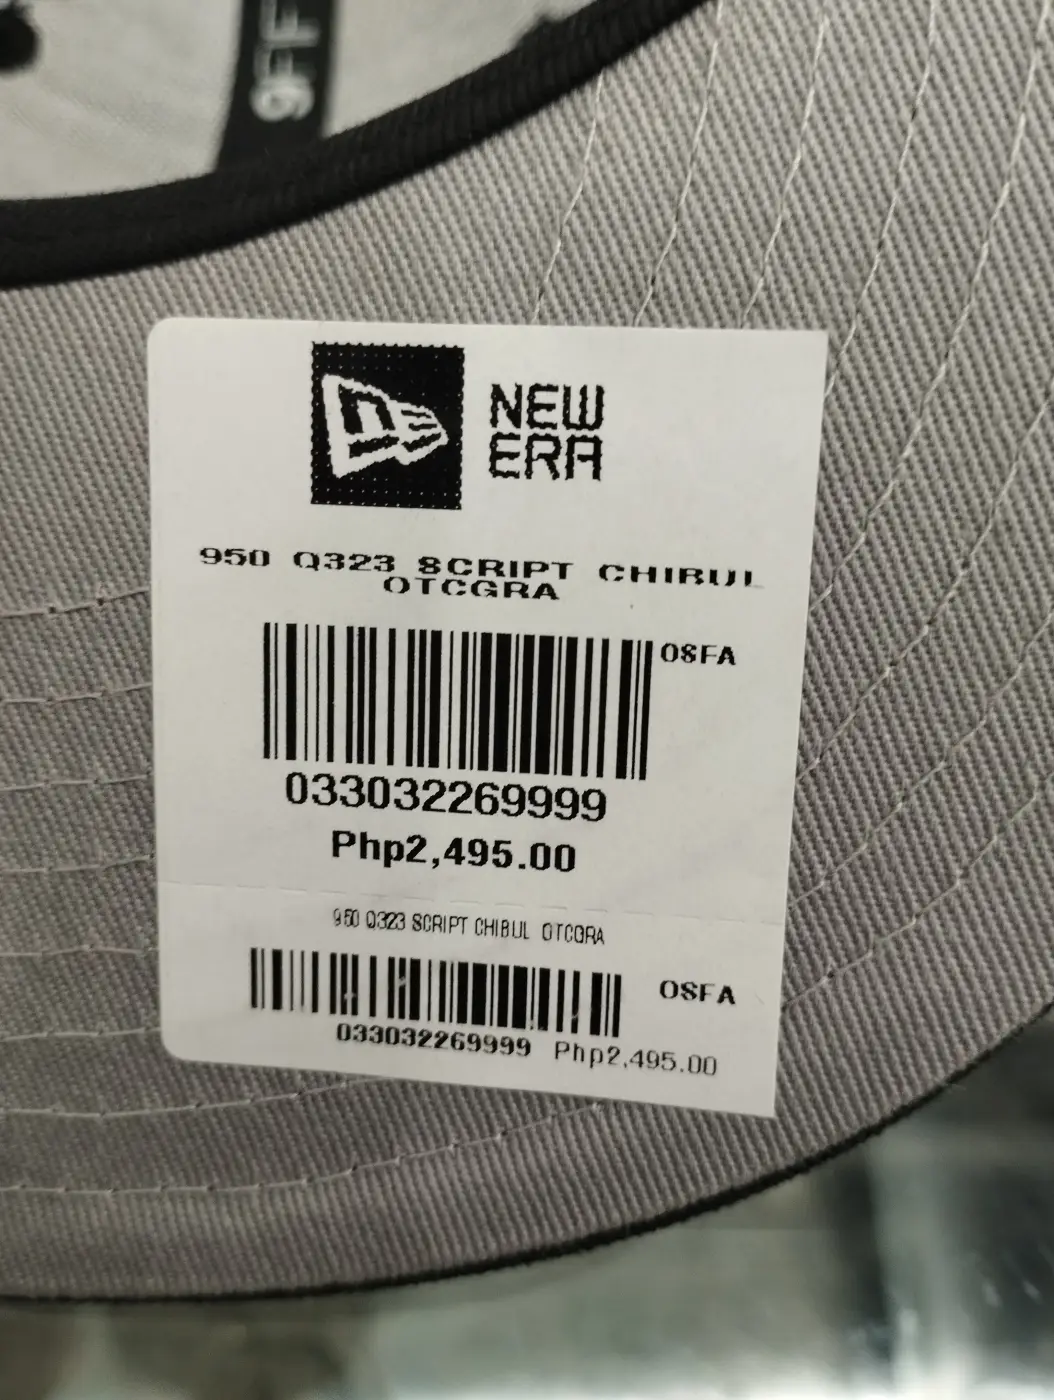 9FI
NEW
ERA
950 Q323 SCRIPT CHIBUL
OTCGRA
OSFA
033032269999
Php2,495.00
950 Q323 SCRIPT CHIBUL OTCGRA
OSFA
033032269999 Php2,495.00